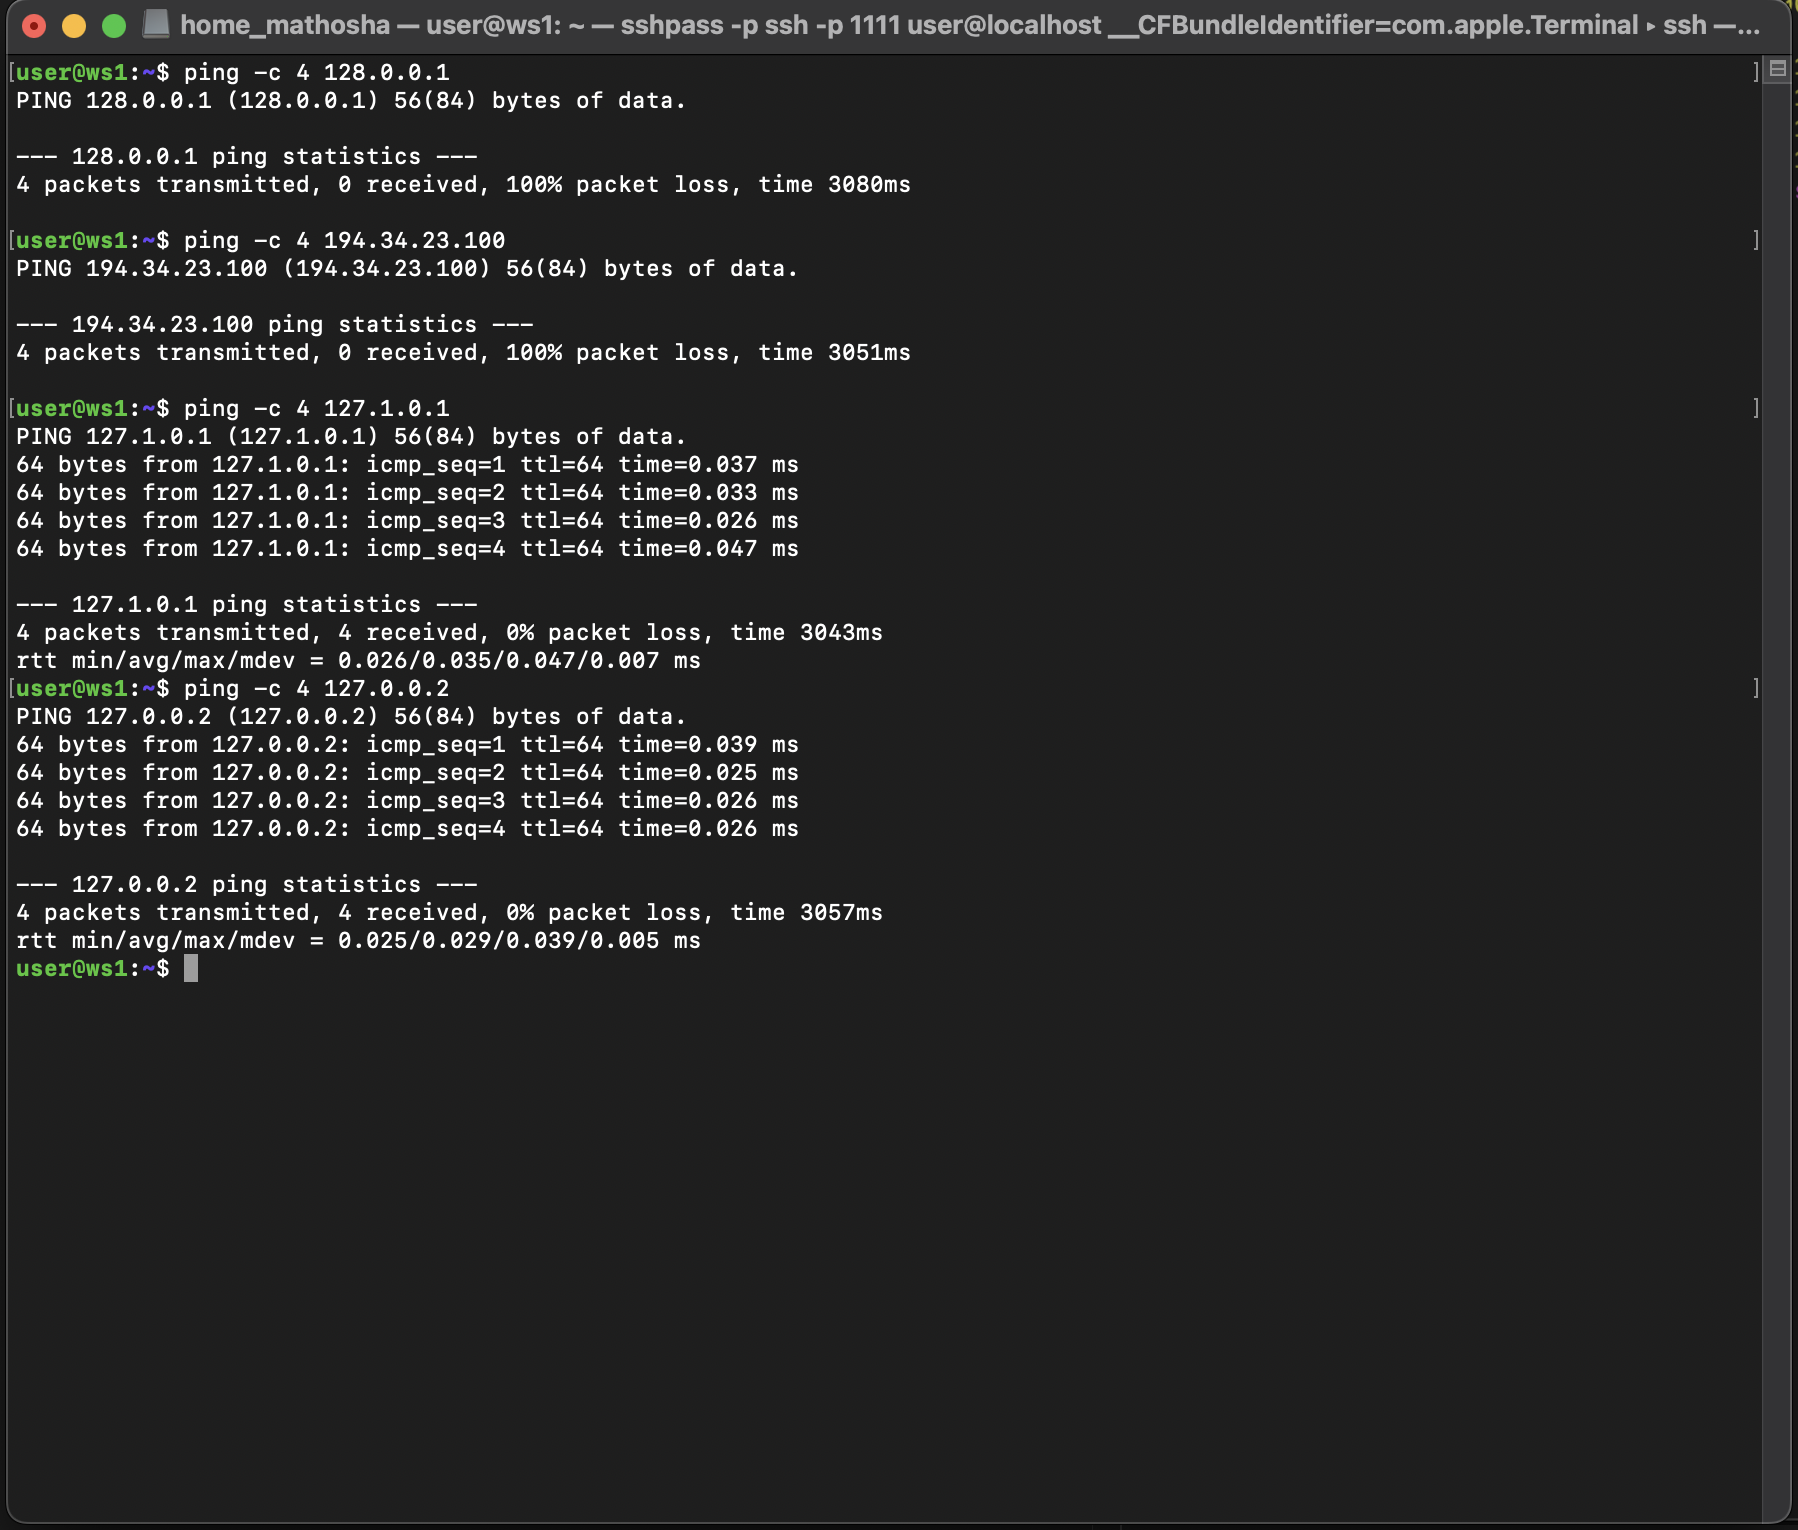 home_mathosha — user@ws1: ~ — sshpass -p ssh -p 1111 user@localhost __CFBundleIdentifier=com.apple.Terminal ▸ ssh —...
[user@ws1:~$ ping -c 4 128.0.0.1 ]
PING 128.0.0.1 (128.0.0.1) 56(84) bytes of data.

--- 128.0.0.1 ping statistics ---
4 packets transmitted, 0 received, 100% packet loss, time 3080ms

[user@ws1:~$ ping -c 4 194.34.23.100 ]
PING 194.34.23.100 (194.34.23.100) 56(84) bytes of data.

--- 194.34.23.100 ping statistics ---
4 packets transmitted, 0 received, 100% packet loss, time 3051ms

[user@ws1:~$ ping -c 4 127.1.0.1 ]
PING 127.1.0.1 (127.1.0.1) 56(84) bytes of data.
64 bytes from 127.1.0.1: icmp_seq=1 ttl=64 time=0.037 ms
64 bytes from 127.1.0.1: icmp_seq=2 ttl=64 time=0.033 ms
64 bytes from 127.1.0.1: icmp_seq=3 ttl=64 time=0.026 ms
64 bytes from 127.1.0.1: icmp_seq=4 ttl=64 time=0.047 ms

--- 127.1.0.1 ping statistics ---
4 packets transmitted, 4 received, 0% packet loss, time 3043ms
rtt min/avg/max/mdev = 0.026/0.035/0.047/0.007 ms
[user@ws1:~$ ping -c 4 127.0.0.2 ]
PING 127.0.0.2 (127.0.0.2) 56(84) bytes of data.
64 bytes from 127.0.0.2: icmp_seq=1 ttl=64 time=0.039 ms
64 bytes from 127.0.0.2: icmp_seq=2 ttl=64 time=0.025 ms
64 bytes from 127.0.0.2: icmp_seq=3 ttl=64 time=0.026 ms
64 bytes from 127.0.0.2: icmp_seq=4 ttl=64 time=0.026 ms

--- 127.0.0.2 ping statistics ---
4 packets transmitted, 4 received, 0% packet loss, time 3057ms
rtt min/avg/max/mdev = 0.025/0.029/0.039/0.005 ms
user@ws1:~$